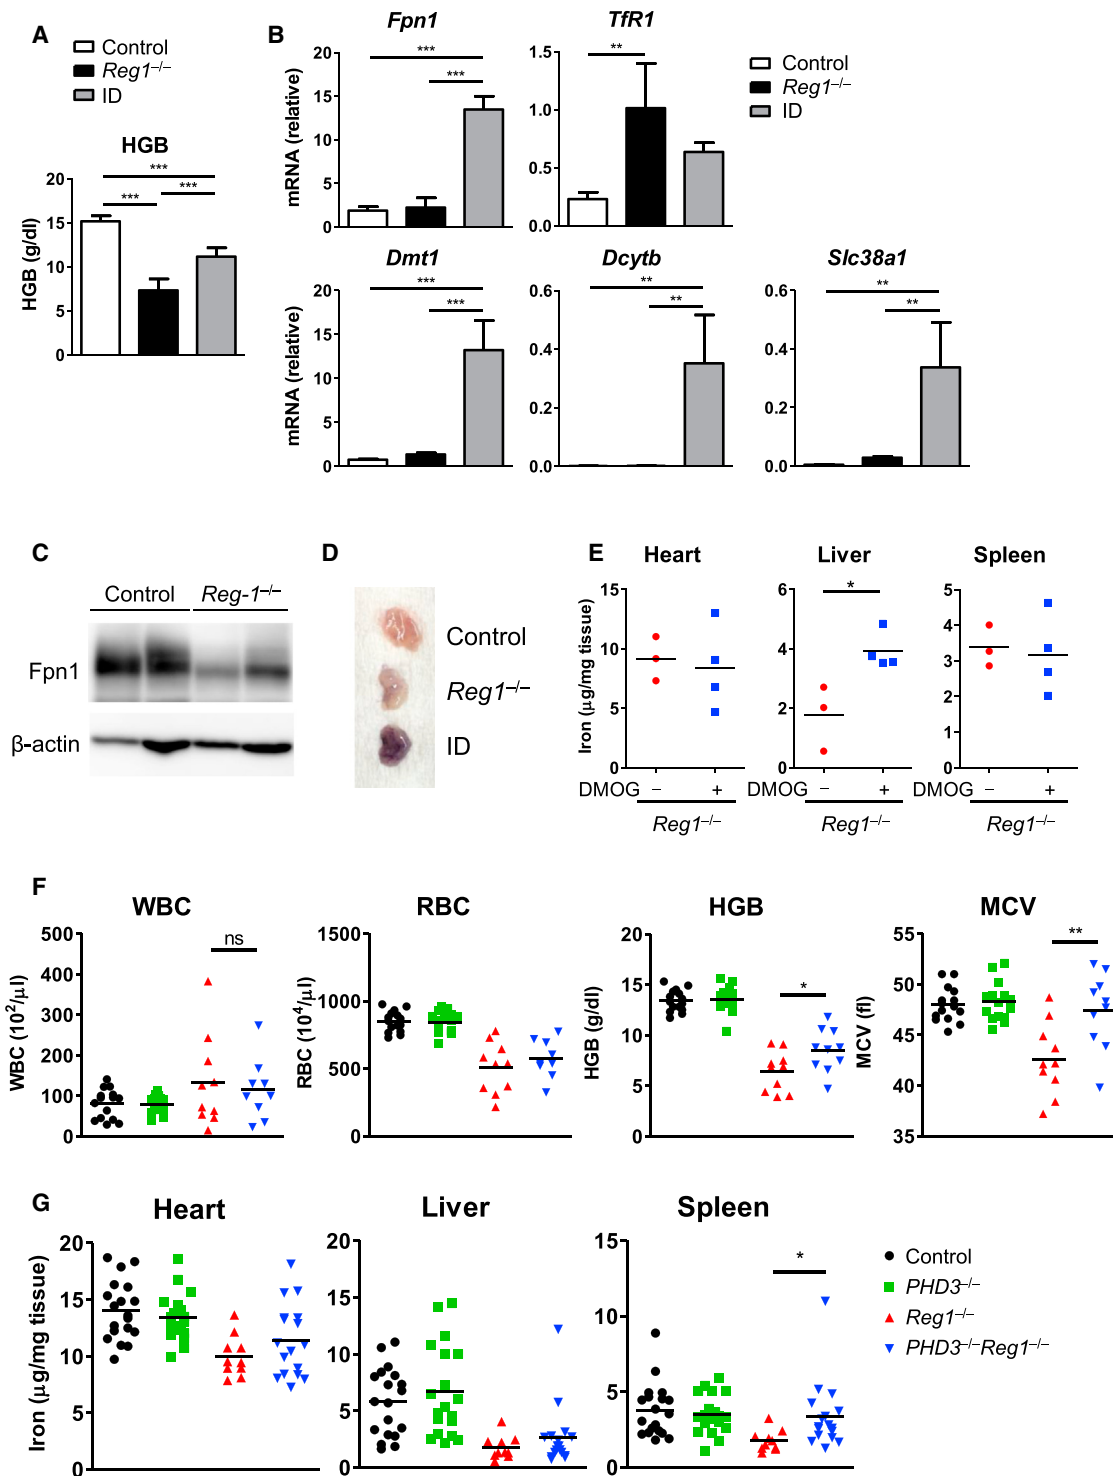 A
Control
Reg1–/–
ID
HGB
HGB (g/dl)
20
15
10
5
0
***
***
***
B
Fpn1
mRNA (relative)
20
15
10
5
0
***
***
TfR1
1.5
1.0
0.5
0.0
**
Control
Reg1–/–
ID
Dmt1
mRNA (relative)
20
15
10
5
0
***
***
Dcytb
0.6
0.4
0.2
0.0
**
**
Slc38a1
0.6
0.4
0.2
0.0
**
**
C
Control Reg-1–/–
Fpn1
β-actin
D
Control
Reg1–/–
ID
E
Heart
Iron (μg/mg tissue)
15
10
5
0
DMOG – +
Reg1–/–
Liver
6
4
2
0
*
DMOG – +
Reg1–/–
Spleen
5
4
3
2
1
0
DMOG – +
Reg1–/–
F
WBC
WBC (10²/μl)
500
400
300
200
100
0
ns
RBC
RBC (10⁴/μl)
1500
1000
500
0
HGB
HGB (g/dl)
20
15
10
5
0
*
MCV
MCV (fl)
55
50
45
40
35
**
G
Heart
Iron (μg/mg tissue)
20
15
10
5
0
Liver
20
15
10
5
0
Spleen
15
10
5
0
*
Control
PHD3–/–
Reg1–/–
PHD3–/–Reg1–/–